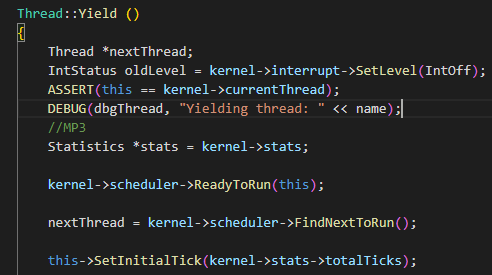 Thread::Yield ()
{
Thread *nextThread;
IntStatus oldLevel = kernel->interrupt->SetLevel(IntOff);
ASSERT(this == kernel->currentThread);
DEBUG(dbgThread, "Yielding thread: " << name);
//MP3
Statistics *stats = kernel->stats;
kernel->scheduler->ReadyToRun(this);
nextThread = kernel->scheduler->FindNextToRun();
this->SetInitialTick(kernel->stats->totalTicks);